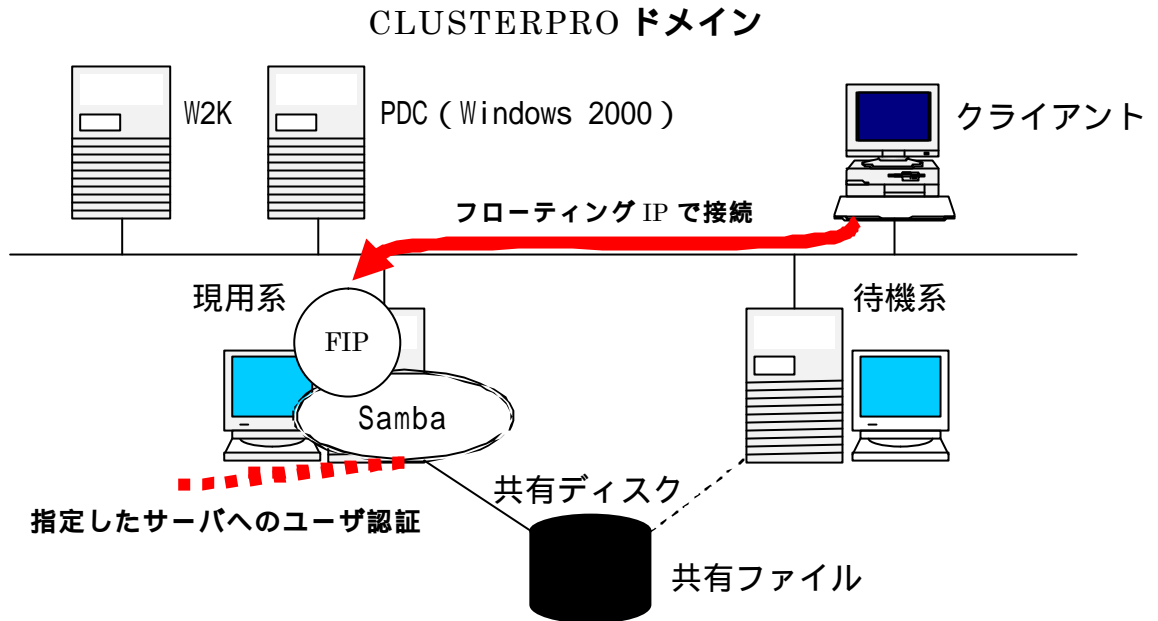 CLUSTERPRO ドメイン
W2K
PDC（Windows 2000）
クライアント
フローティング IP で接続
現用系
待機系
FIP
Samba
共有ディスク
指定したサーバへのユーザ認証
共有ファイル